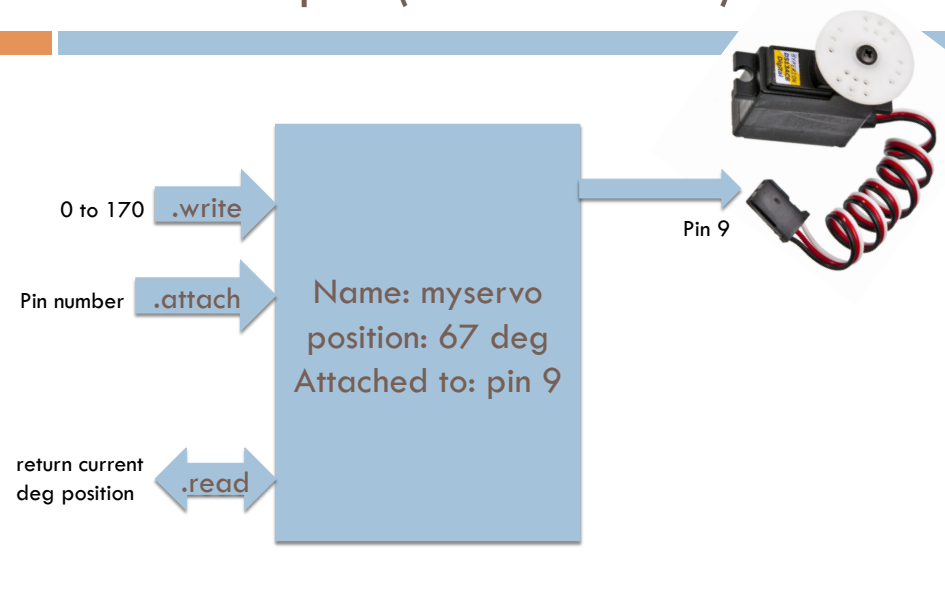 0 to 170
.write
Pin 9
Pin number
.attach
Name: myservo
position: 67 deg
Attached to: pin 9
return current
deg position
.read
Digital